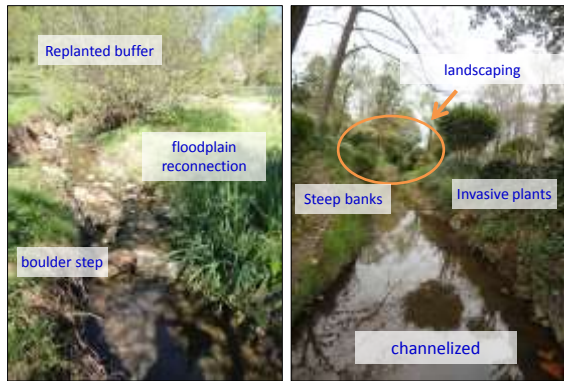 Replanted buffer
floodplain
reconnection
boulder step
landscaping
Steep banks
Invasive plants
channelized